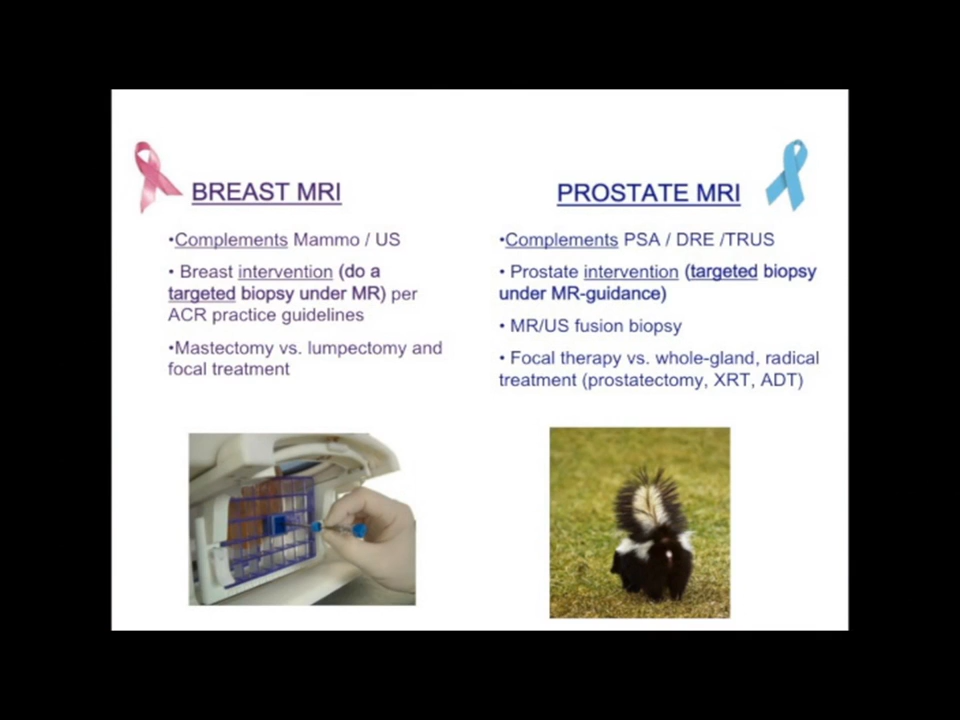 BREAST MRI
•Complements Mammo / US
• Breast intervention (do a
targeted biopsy under MR) per
ACR practice guidelines
•Mastectomy vs. lumpectomy and
focal treatment
PROSTATE MRI
•Complements PSA / DRE /TRUS
• Prostate intervention (targeted biopsy
under MR-guidance)
• MR/US fusion biopsy
• Focal therapy vs. whole-gland, radical
treatment (prostatectomy, XRT, ADT)